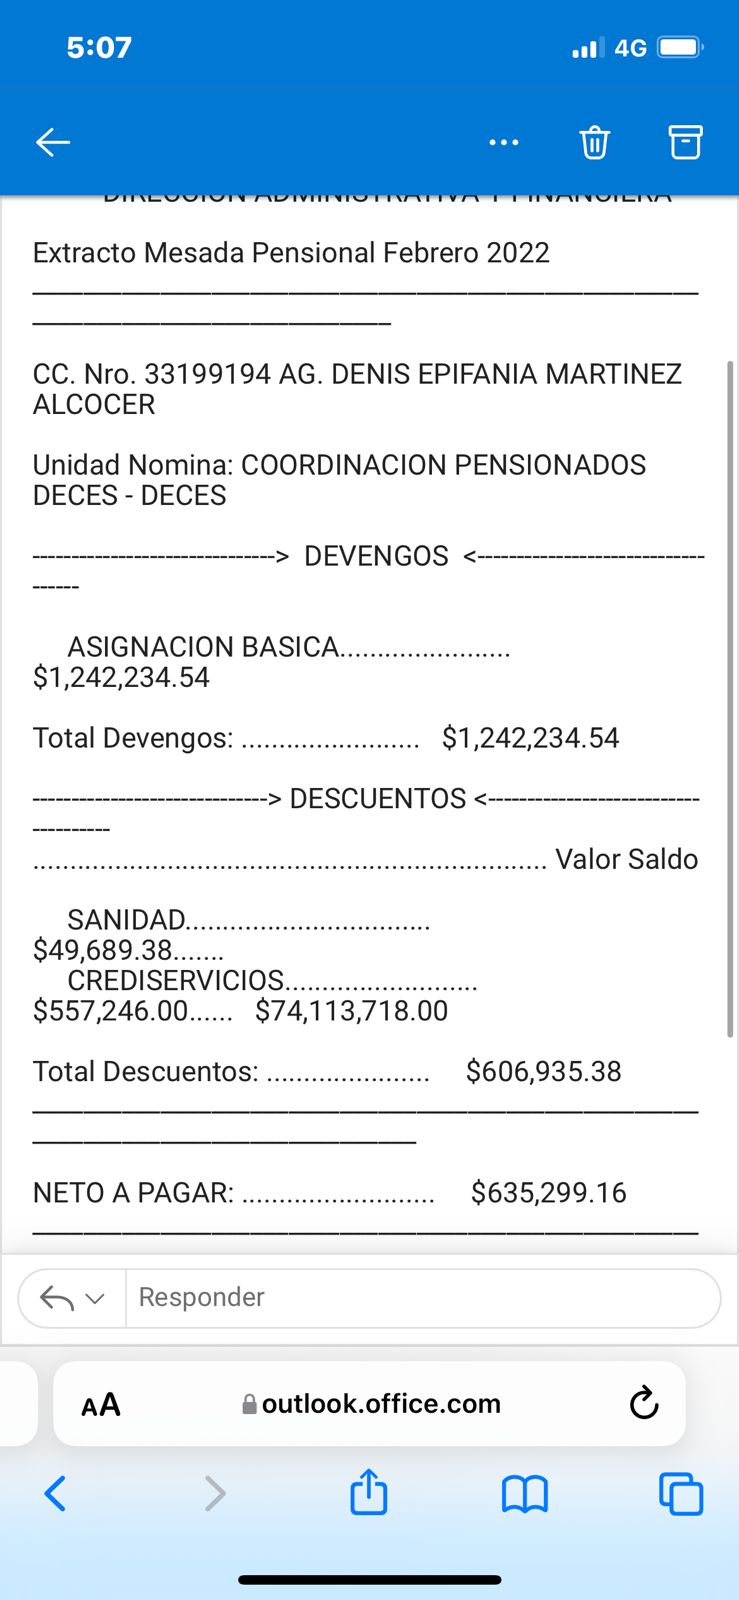 5:07
4G
DIRECCION ADMINISTRATIVA Y FINANCIERA
Extracto Mesada Pensional Febrero 2022
CC. Nro. 33199194 AG. DENIS EPIFANIA MARTINEZ
ALCOCER
Unidad Nomina: COORDINACION PENSIONADOS
DECES - DECES
------------------------------->  DEVENGOS  <-----------------------------
------
ASIGNACION BASICA.......................
$1,242,234.54
Total Devengos: ........................ $1,242,234.54
------------------------------> DESCUENTOS <---------------------------
----------
..................................................................... Valor Saldo
SANIDAD.................................
$49,689.38.......
CREDISERVICIOS..........................
$557,246.00...... $74,113,718.00
Total Descuentos: ...................... $606,935.38
NETO A PAGAR: .......................... $635,299.16
Responder
AA
outlook.office.com